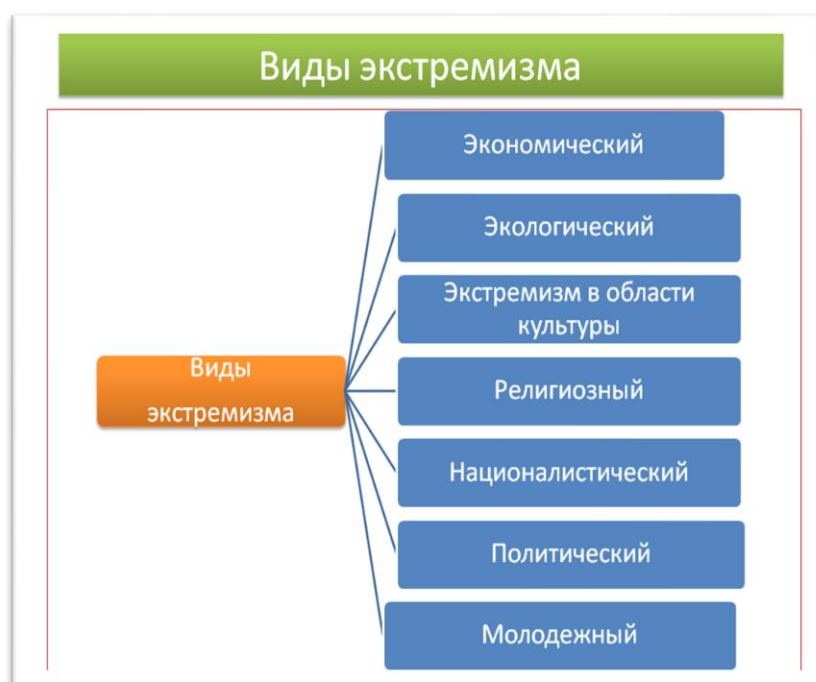 Виды экстремизма
Экономический
Экологический
Экстремизм в области
культуры
Виды
экстремизма
Религиозный
Националистический
Политический
Молодежный